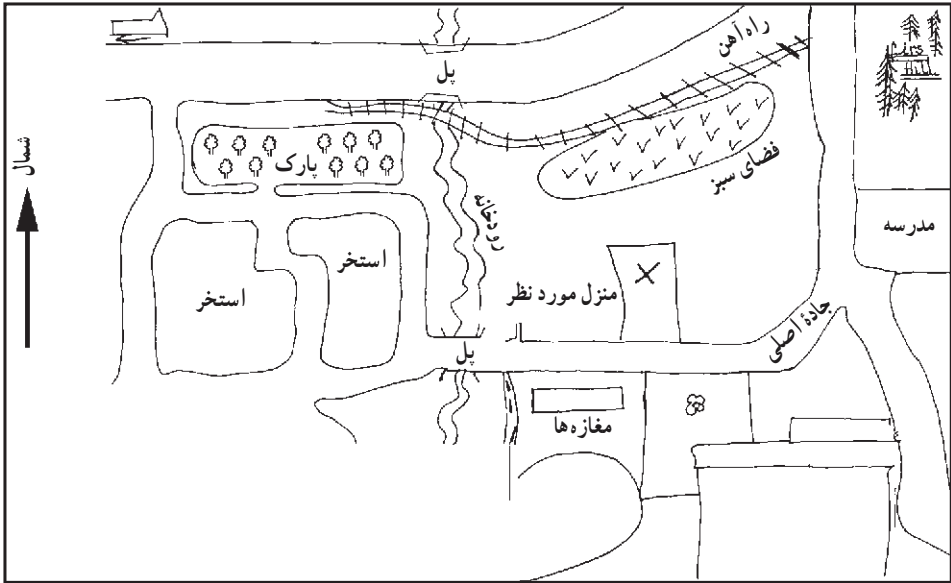 راه‌آهن
پل
شمال
پارک
فضای سبز
مدرسه
رودخانه
استخر
استخر
منزل مورد نظر
جادهٔ اصلی
پل
مغازه‌ها